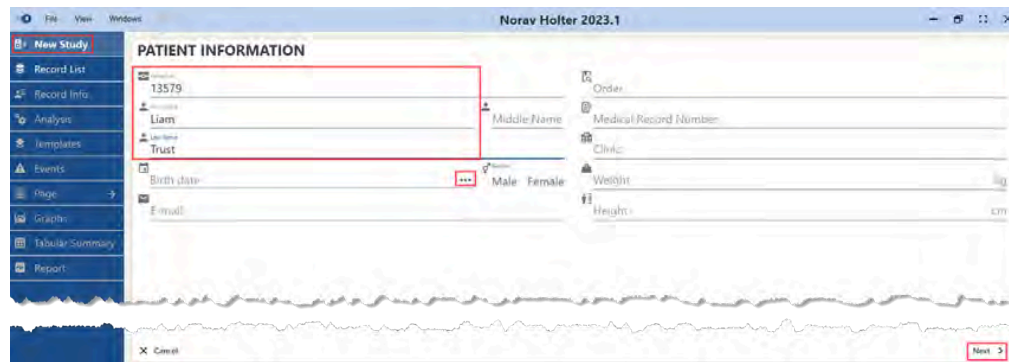 File View Windows
Norav Holter 2023.1
New Study
Record List
Record Info
Analysis
Templates
Events
Page
Graphs
Tabular Summary
Report
PATIENT INFORMATION
13579
Liam
Middle Name
Last Name
Trust
Birth date
...
Male Female
E-mail
Order
Medical Record Number
Clinic
Weight
kg
Height
cm
Cancel
Next